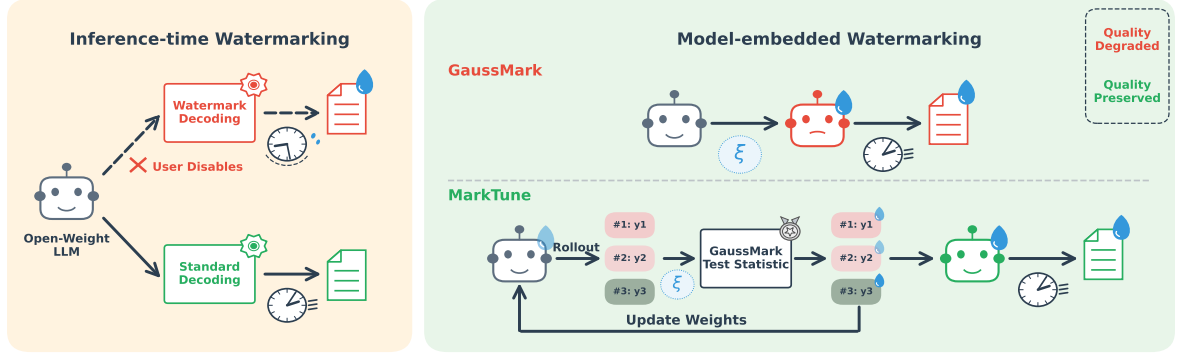 Inference-time Watermarking
Watermark
Decoding
User Disables
Open-Weight
LLM
Standard
Decoding
Model-embedded Watermarking
Quality
Degraded
Quality
Preserved
GaussMark
ξ
MarkTune
Rollout
#1: y1
#2: y2
#3: y3
ξ
GaussMark
Test Statistic
#1: y1
#2: y2
#3: y3
Update Weights